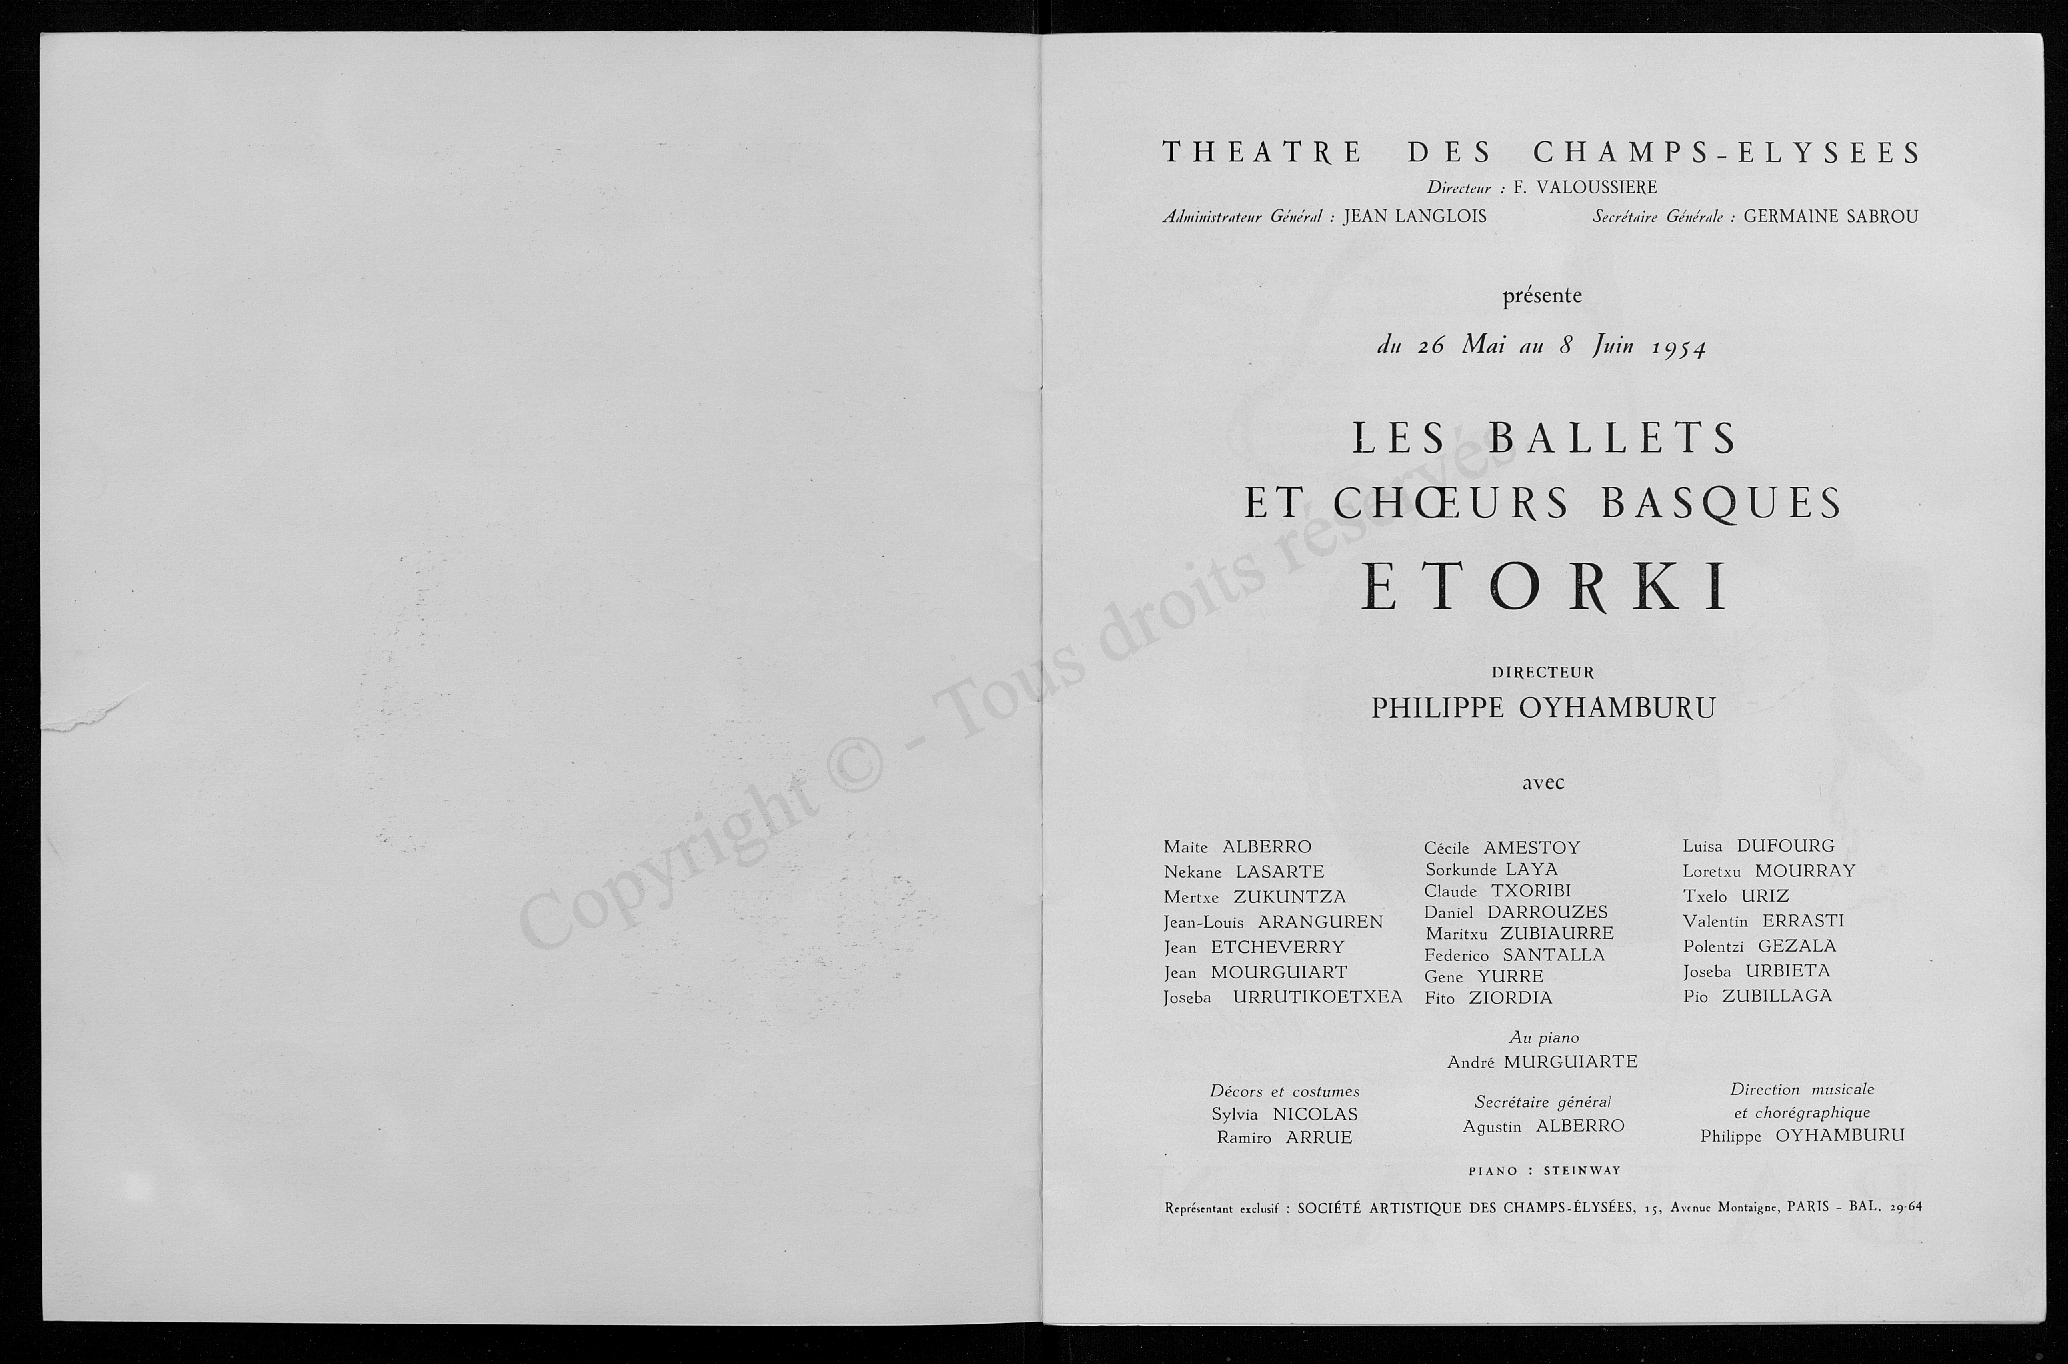 THEATRE DES CHAMPS-ELYSEES
Directeur : F. VALOUSSIERE
Administrateur Général : JEAN LANGLOIS Secrétaire Générale : GERMAINE SABROU
présente
du 26 Mai au 8 Juin 1954
LES BALLETS
ET CHŒURS BASQUES
ETORKI
DIRECTEUR
PHILIPPE OYHAMBURU
avec
Maite ALBERRO
Nekane LASARTE
Mertxe ZUKUNTZA
Jean-Louis ARANGUREN
Jean ETCHEVERRY
Jean MOURGUIART
Joseba URRUTIKOETXEA
Cécile AMESTOY
Sorkunde LAYA
Claude TXORIBI
Daniel DARROUZES
Maritxu ZUBIAURRE
Federico SANTALLA
Gene YURRE
Fito ZIORDIA
Luisa DUFOURG
Loretxu MOURRAY
Txelo URIZ
Valentin ERRASTI
Polentzi GEZALA
Joseba URBIETA
Pio ZUBILLAGA
Au piano
André MURGUIARTE
Décors et costumes
Sylvia NICOLAS
Ramiro ARRUE
Secrétaire général
Agustin ALBERRO
Direction musicale
et chorégraphique
Philippe OYHAMBURU
PIANO : STEINWAY
Représentant exclusif : SOCIÉTÉ ARTISTIQUE DES CHAMPS-ÉLYSÉES, 15, Avenue Montaigne, PARIS - BAL. 29-64
Copyright © - Tous droits réservés